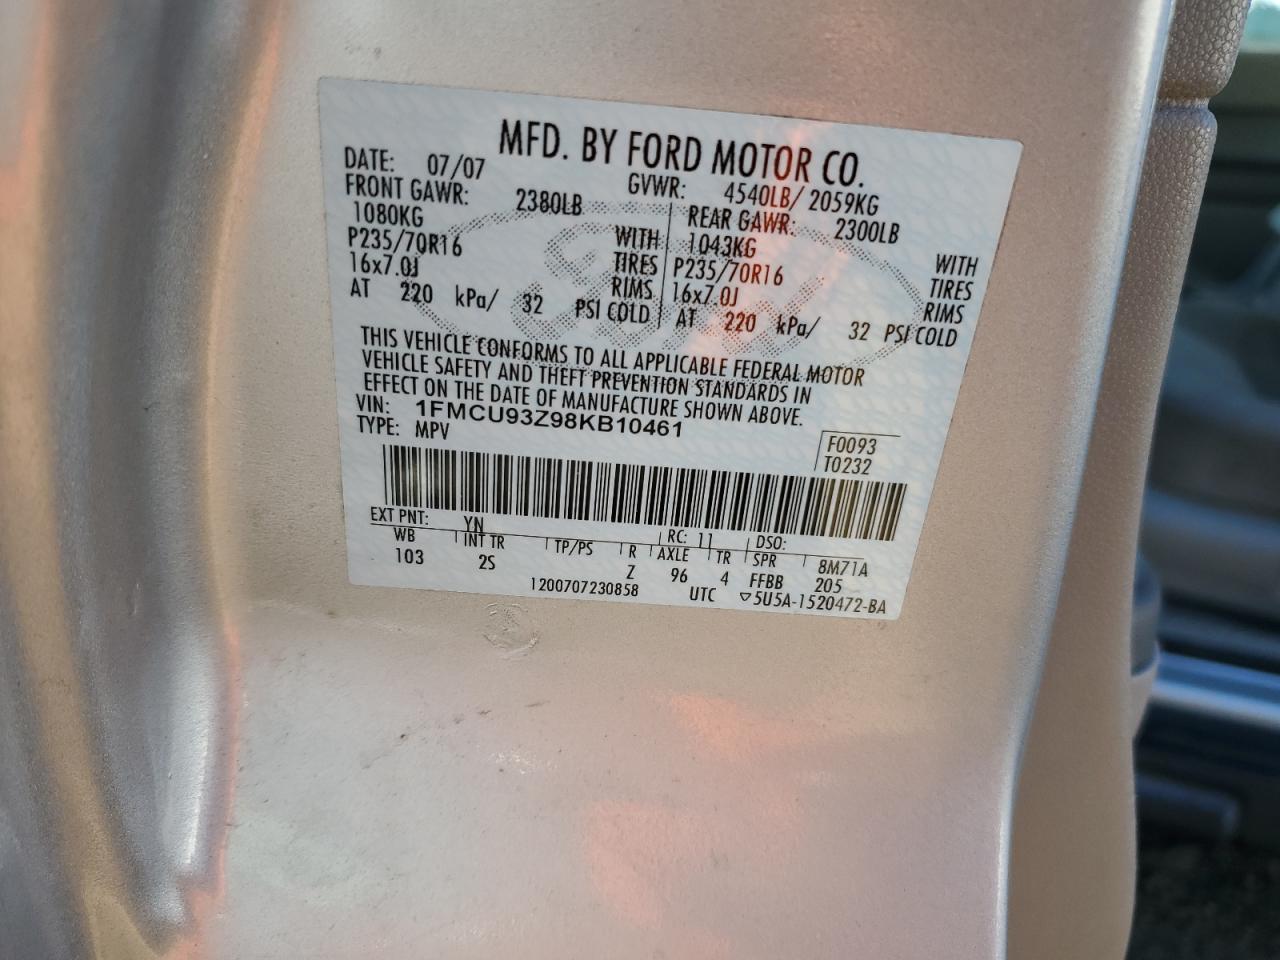 MFD. BY FORD MOTOR CO.
DATE: 07/07 GVWR: 4540LB/ 2059KG
FRONT GAWR: 2380LB REAR GAWR: 2300LB
1080KG WITH 1043KG WITH
P235/70R16 TIRES P235/70R16 TIRES
16x7.0J RIMS 16x7.0J RIMS
AT 220 kPa/ 32 PSI COLD AT 220 kPa/ 32 PSI COLD
THIS VEHICLE CONFORMS TO ALL APPLICABLE FEDERAL MOTOR
VEHICLE SAFETY AND THEFT PREVENTION STANDARDS IN
EFFECT ON THE DATE OF MANUFACTURE SHOWN ABOVE.
VIN: 1FMCU93Z98KB10461
TYPE: MPV
F0093
T0232
EXT PNT: YN RC: 11 DSO:
WB INT TR TP/PS R AXLE TR SPR 8M71A
103 2S Z 96 4 FFBB 205
1200707230858 UTC ▽5U5A-1520472-BA